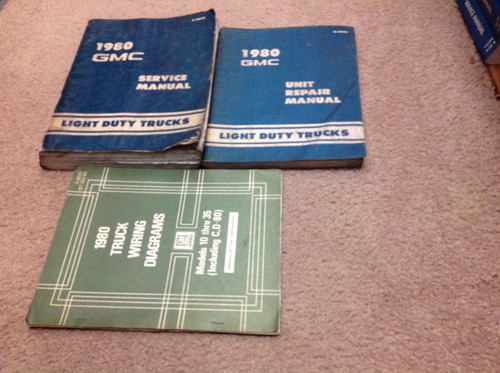 1980
GMC
SERVICE
MANUAL
LIGHT DUTY TRUCKS
1980
GMC
UNIT
REPAIR
MANUAL
LIGHT DUTY TRUCKS
1980
TRUCK
WIRING
DIAGRAMS
GM
Models 10 thru 35
(Including C,D-80)